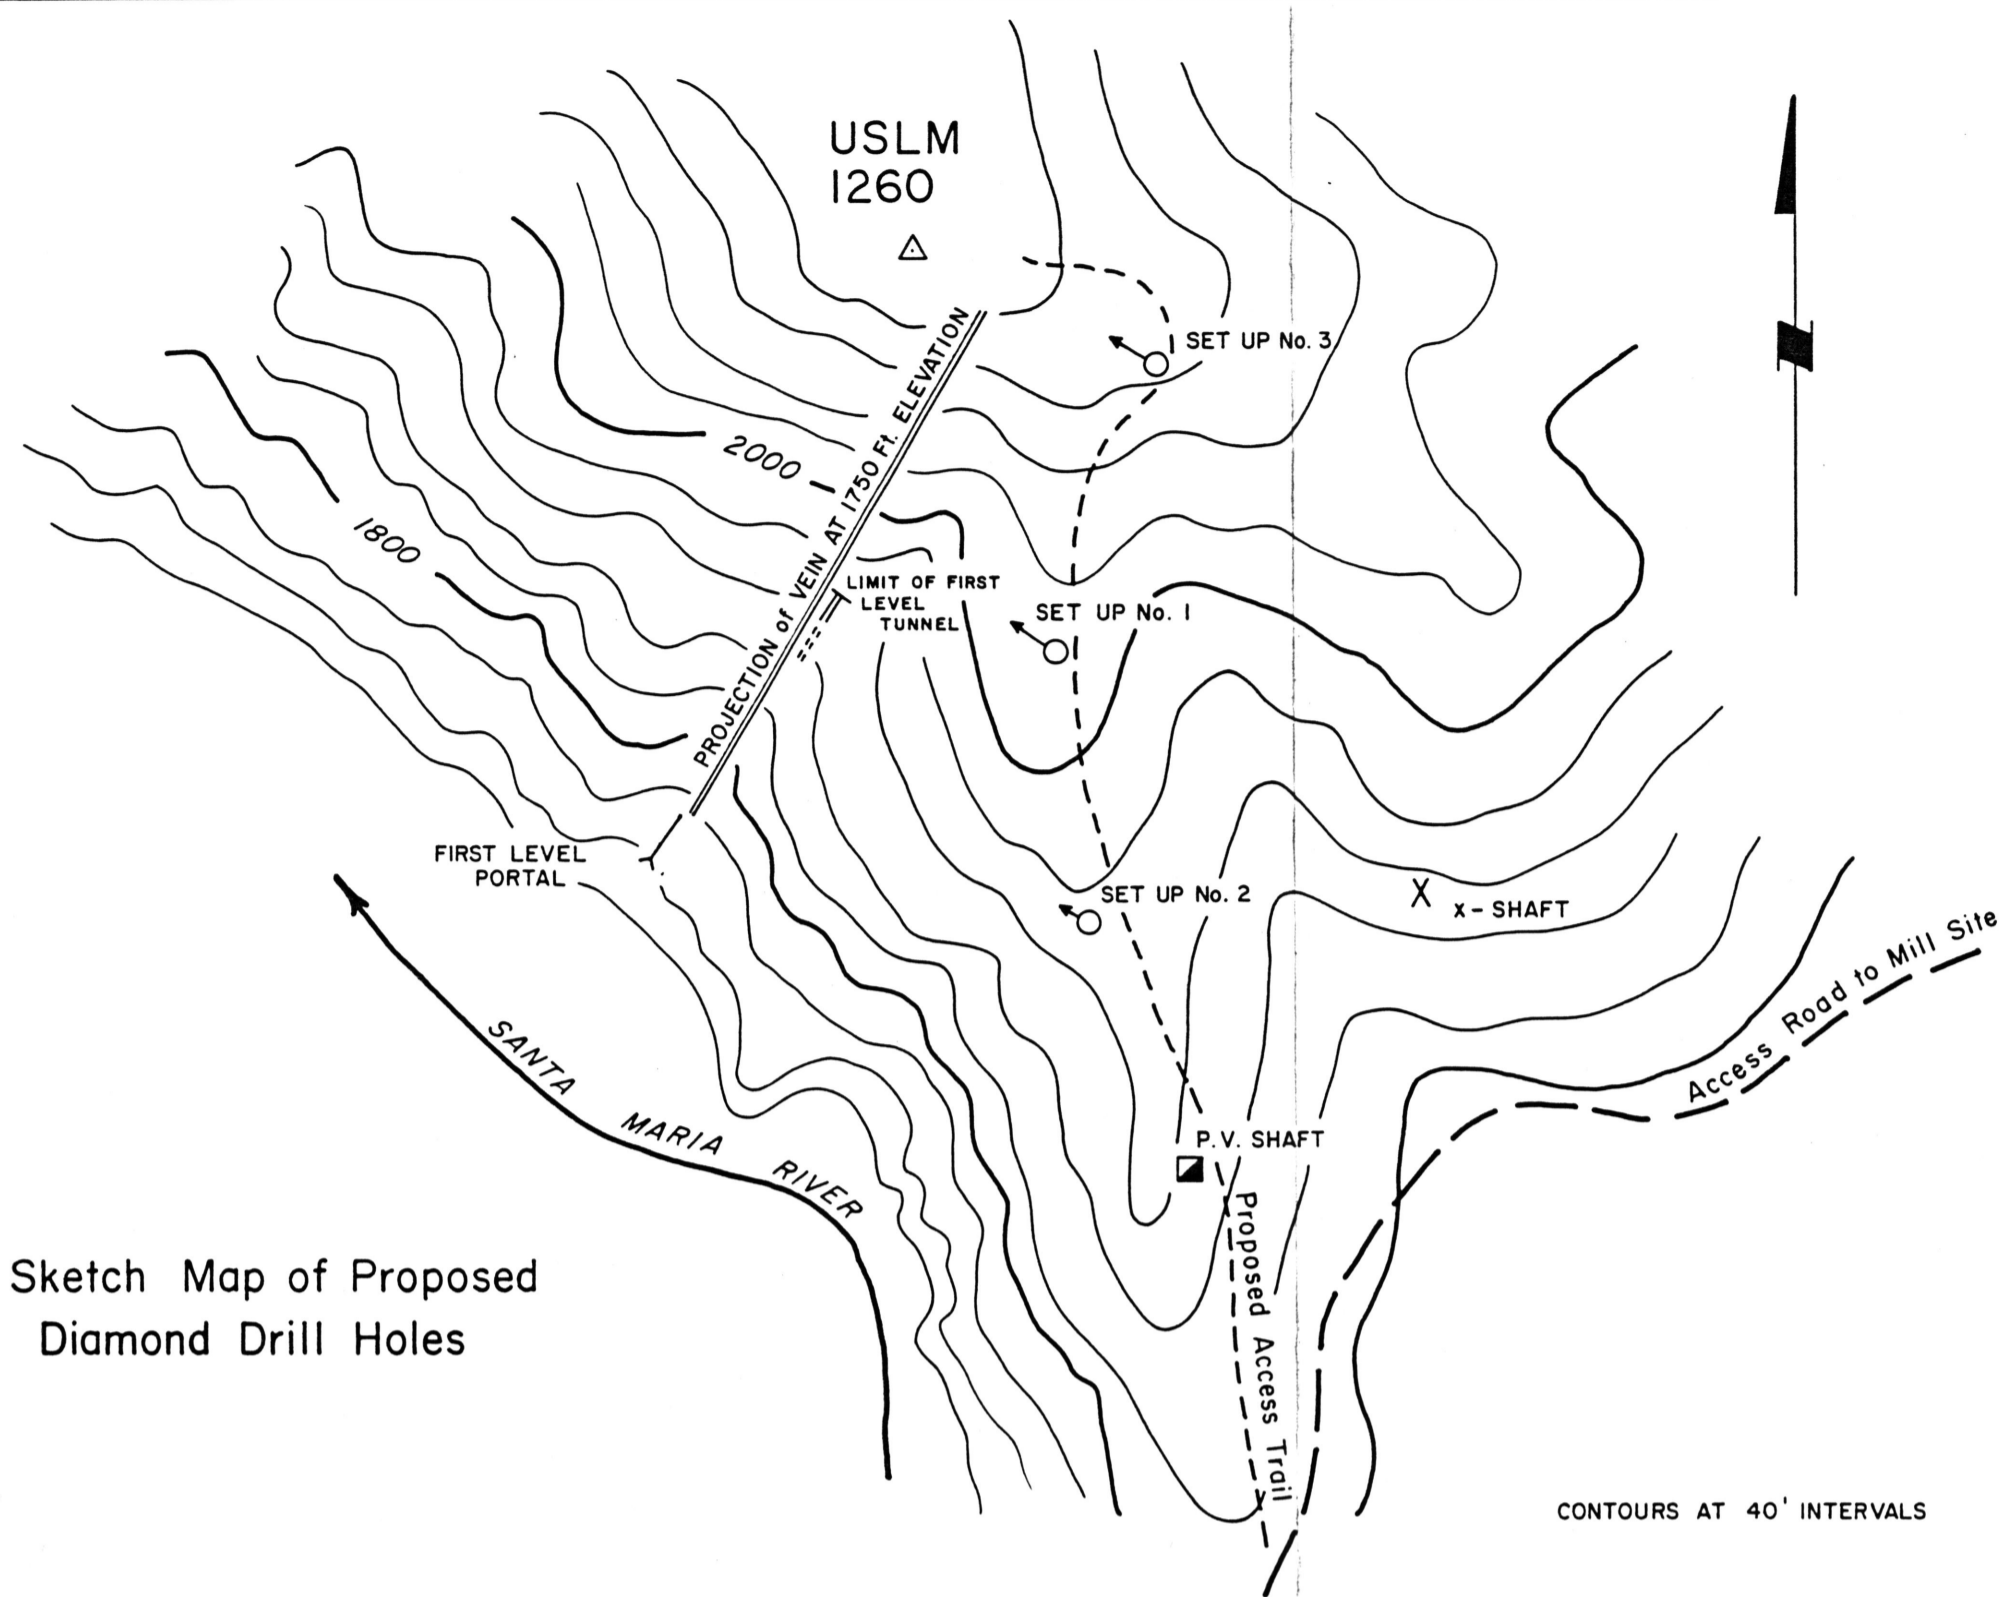 USLM
1260
SET UP No. 3
PROJECTION of VEIN AT 1750 Ft. ELEVATION
2000
1800
LIMIT OF FIRST
LEVEL
TUNNEL
SET UP No. 1
FIRST LEVEL
PORTAL
SET UP No. 2
X
x - SHAFT
Access Road to Mill Site
SANTA MARIA RIVER
P.V. SHAFT
Proposed Access Trail
Sketch Map of Proposed
Diamond Drill Holes
CONTOURS AT 40' INTERVALS